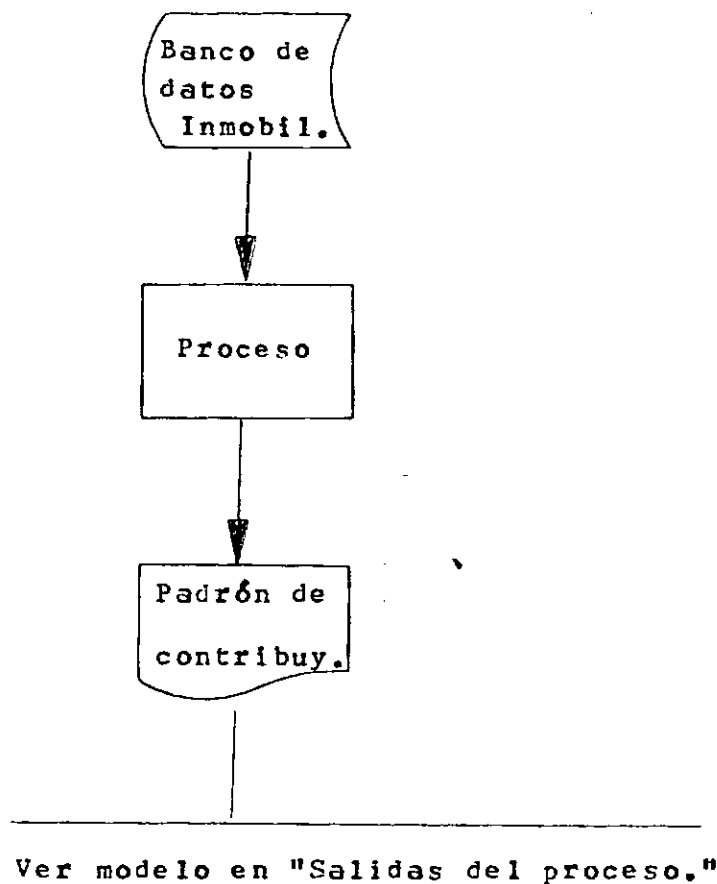 Banco de
datos
Inmobil.
Proceso
Padrón de
contribuy.
Ver modelo en "Salidas del proceso."